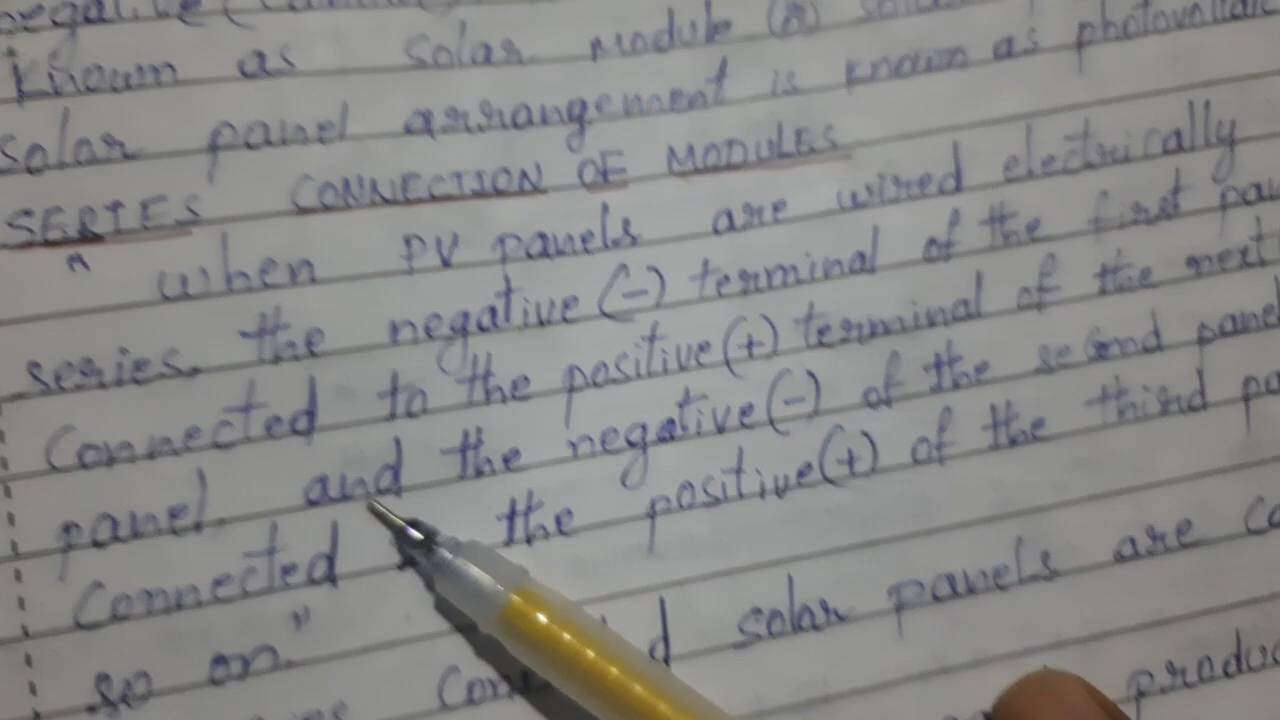 known as solar module (or)
solar panel arrangement is known as photovoltaic
SERIES CONNECTION OF MODULES
" when PV panels are wired electrically
series. the negative (-) terminal of the first
Connected to the positive (+) terminal of the next
panel and the negative (-) of the second panel
Connected the positive (+) of the third
so on."
solar panels are